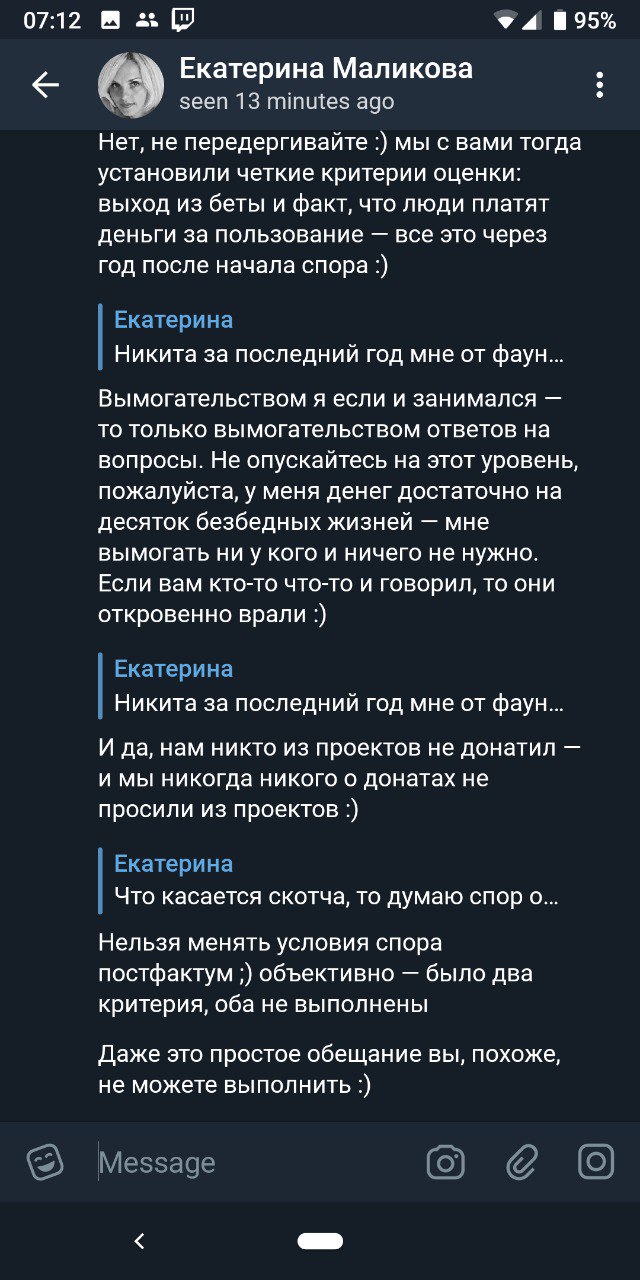 07:12
95%
Екатерина Маликова
seen 13 minutes ago
Нет, не передергивайте :) мы с вами тогда
установили четкие критерии оценки:
выход из беты и факт, что люди платят
деньги за пользование — все это через
год после начала спора :)
Екатерина
Никита за последний год мне от фаун...
Вымогательством я если и занимался —
то только вымогательством ответов на
вопросы. Не опускайтесь на этот уровень,
пожалуйста, у меня денег достаточно на
десяток безбедных жизней — мне
вымогать ни у кого и ничего не нужно.
Если вам кто-то что-то и говорил, то они
откровенно врали :)
Екатерина
Никита за последний год мне от фаун...
И да, нам никто из проектов не донатил —
и мы никогда никого о донатах не
просили из проектов :)
Екатерина
Что касается скотча, то думаю спор о...
Нельзя менять условия спора
постфактум ;) объективно — было два
критерия, оба не выполнены
Даже это простое обещание вы, похоже,
не можете выполнить :)
Message